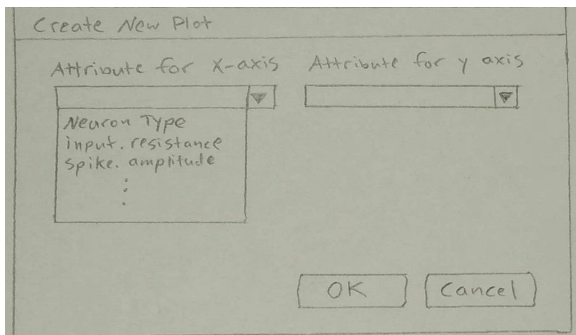 Create New Plot
Attribute for X-axis
Attribute for y axis
Neuron Type
input. resistance
spike. amplitude
OK
Cancel